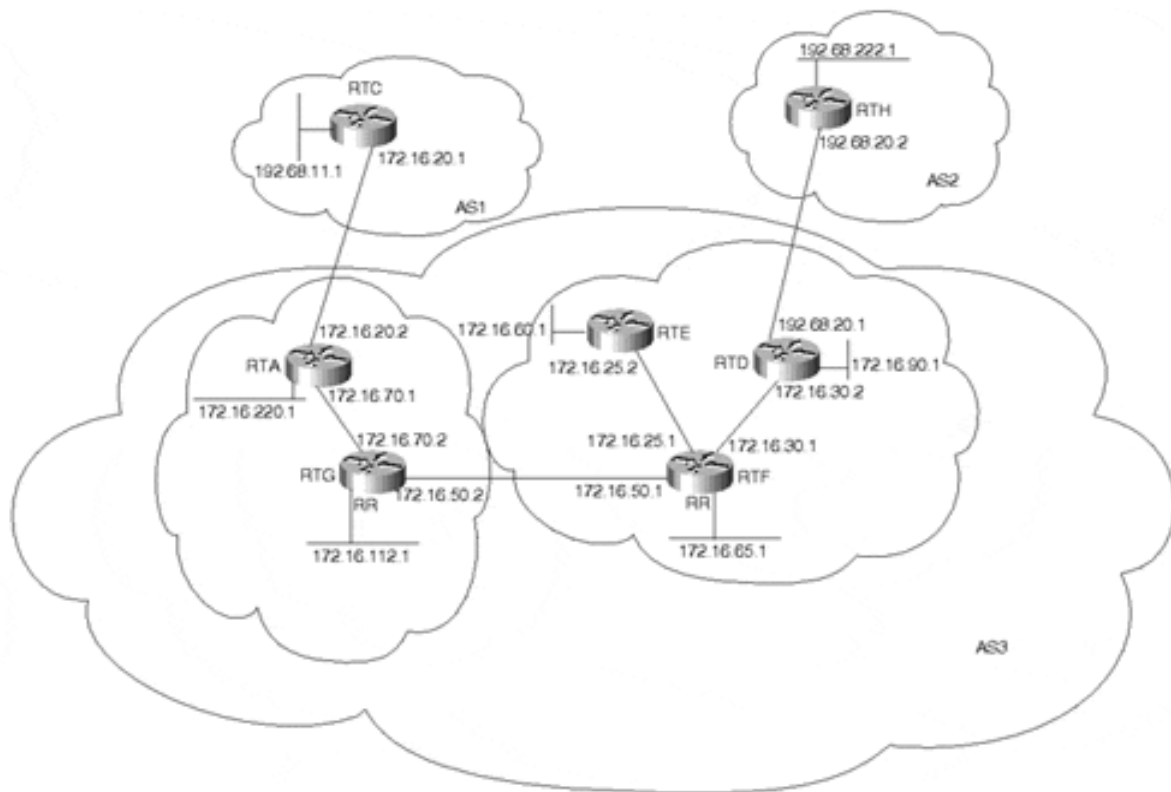 192.68.222.1
RTC
RTH
192.68.11.1
172.16.20.1
192.68.20.2
AS1
AS2
172.16.20.2
172.16.60.1
RTE
192.68.20.1
RTA
172.16.25.2
RTD
172.16.90.1
172.16.220.1
172.16.70.1
172.16.30.2
172.16.70.2
172.16.25.1
172.16.30.1
RTG
RTF
172.16.50.2
172.16.50.1
RR
RR
172.16.112.1
172.16.65.1
AS3